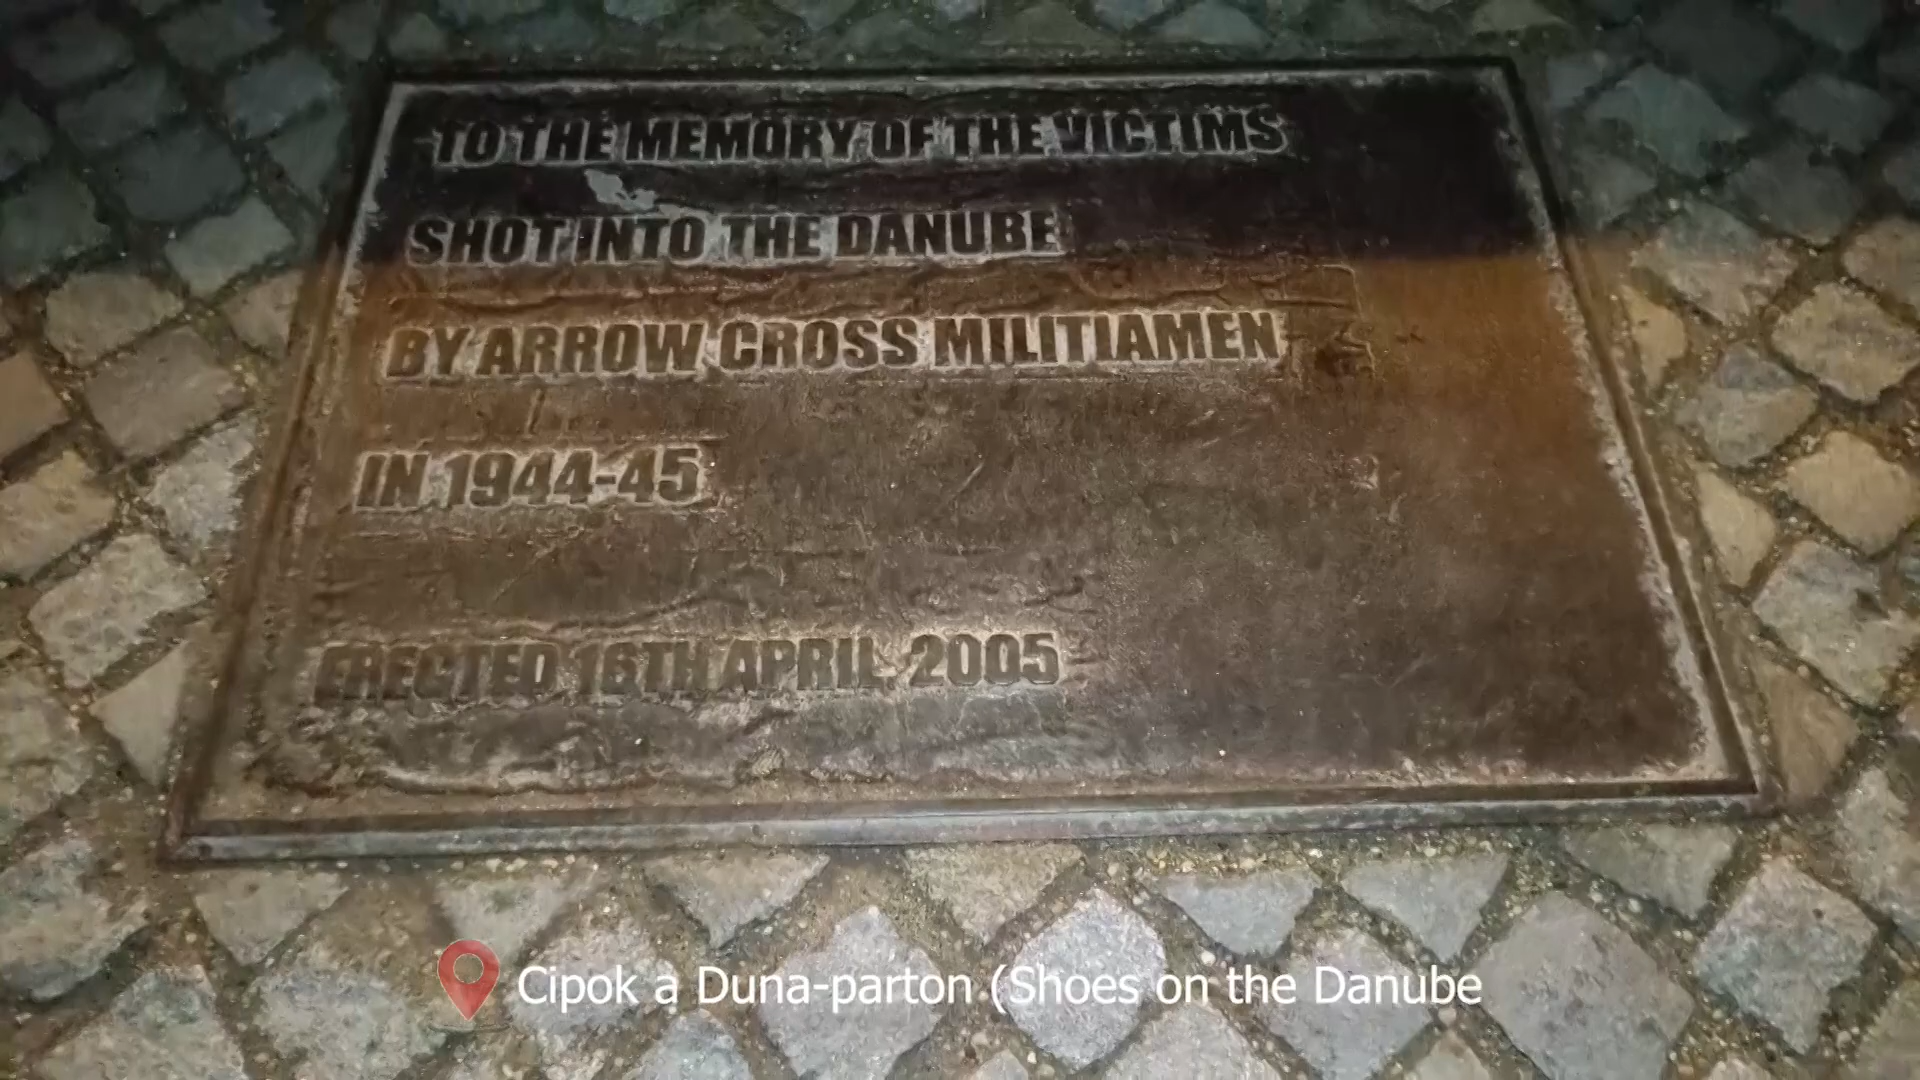 TO THE MEMORY OF THE VICTIMS
SHOT INTO THE DANUBE
BY ARROW CROSS MILITIAMEN
IN 1944-45
ERECTED 16TH APRIL 2005
Cipok a Duna-parton (Shoes on the Danube